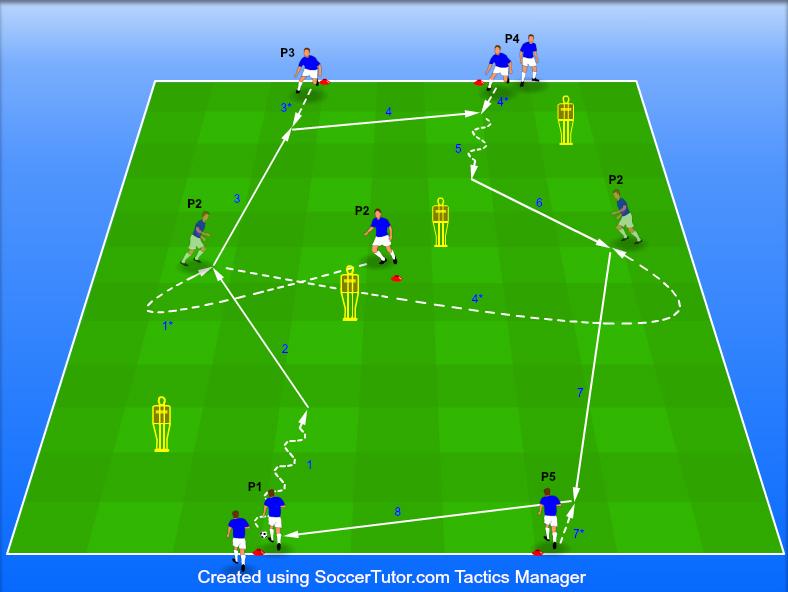 P4
P3
3*
4
4*
5
P2
P2
3
P2
6
1*
4*
2
7
P5
P1
1
8
7*
Created using SoccerTutor.com Tactics Manager